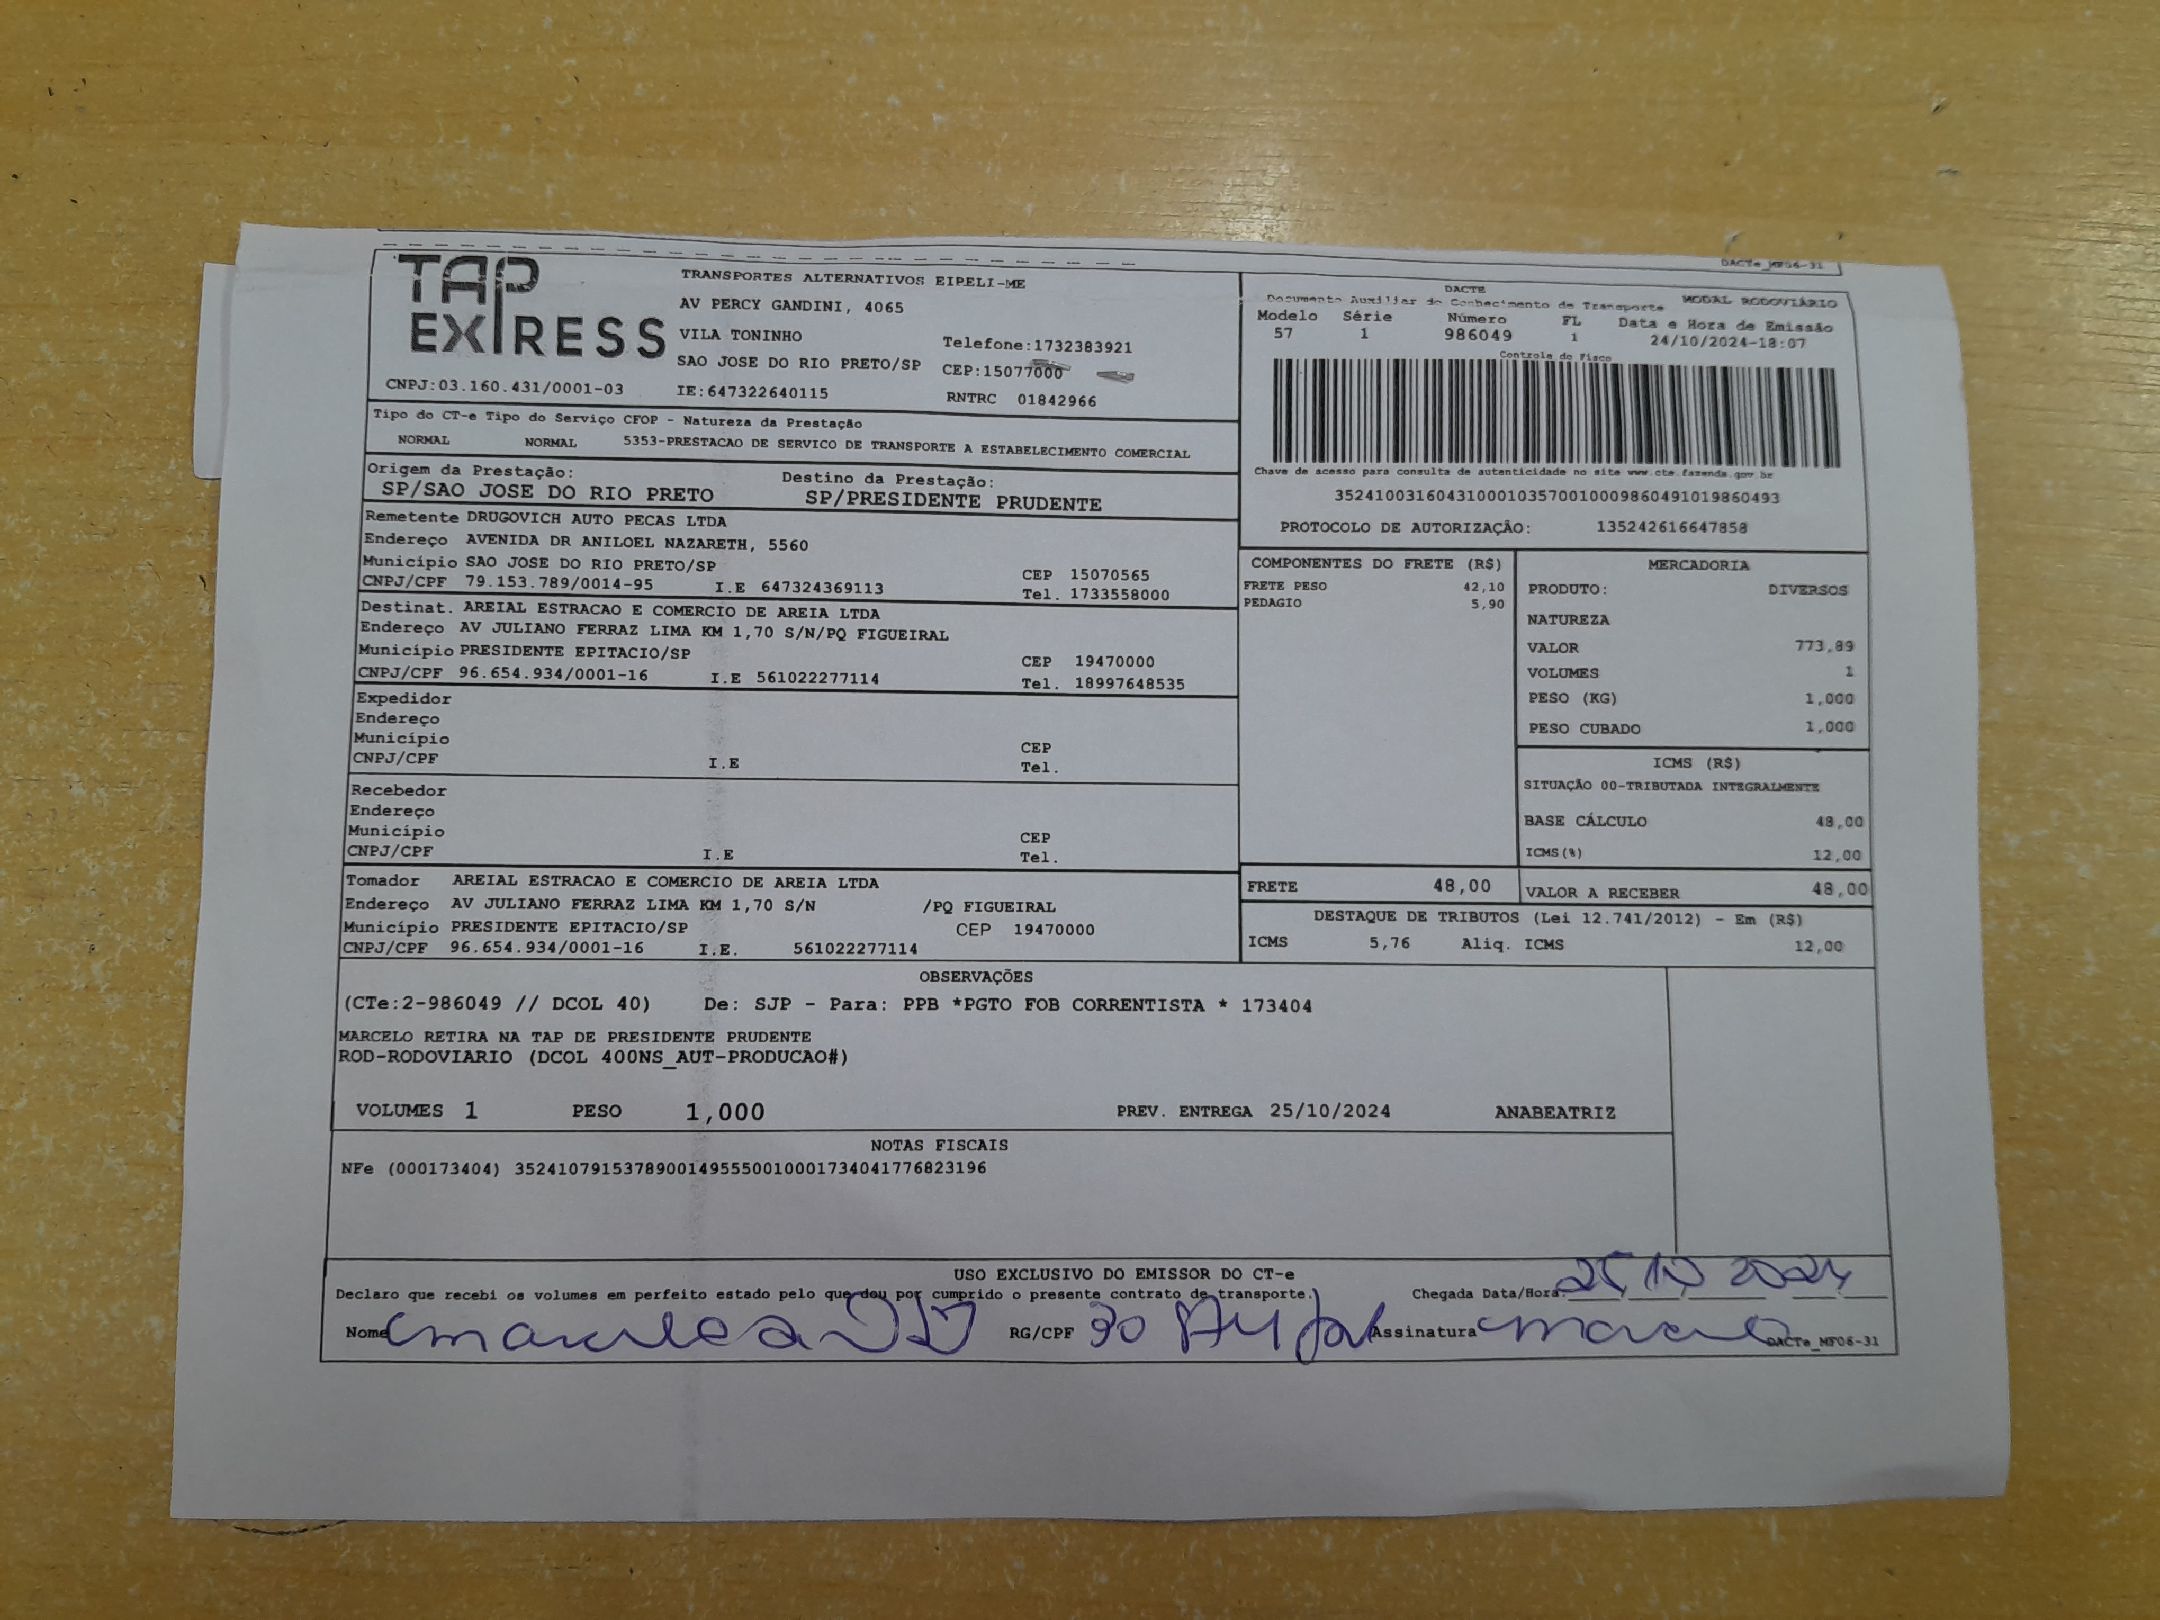 DACTe_MF06-31
TAP
EXPRESS
TRANSPORTES ALTERNATIVOS EIPELI-ME
AV PERCY GANDINI, 4065
VILA TONINHO
Telefone:1732383921
SAO JOSE DO RIO PRETO/SP
CEP:15077000
CNPJ:03.160.431/0001-03
IE:647322640115
RNTRC 01842966
DACTE
Documento Auxiliar do Conhecimento de Transporte
MODAL RODOVIÁRIO
Modelo Série Número FL Data e Hora de Emissão
57 1 986049 1 24/10/2024-18:07
Controle do Fisco
Chave de acesso para consulta de autenticidade no site www.cte.fazenda.gov.br
35241003160431000103570010009860491019860493
PROTOCOLO DE AUTORIZAÇÃO: 135242616647858
Tipo do CT-e Tipo do Serviço CFOP - Natureza da Prestação
NORMAL NORMAL 5353-PRESTACAO DE SERVICO DE TRANSPORTE A ESTABELECIMENTO COMERCIAL
Origem da Prestação: Destino da Prestação:
SP/SAO JOSE DO RIO PRETO SP/PRESIDENTE PRUDENTE
Remetente DRUGOVICH AUTO PECAS LTDA
Endereço AVENIDA DR ANILOEL NAZARETH, 5560
Município SAO JOSE DO RIO PRETO/SP CEP 15070565
CNPJ/CPF 79.153.789/0014-95 I.E 647324369113 Tel. 1733558000
Destinat. AREIAL ESTRACAO E COMERCIO DE AREIA LTDA
Endereço AV JULIANO FERRAZ LIMA KM 1,70 S/N/PQ FIGUEIRAL
Município PRESIDENTE EPITACIO/SP CEP 19470000
CNPJ/CPF 96.654.934/0001-16 I.E 561022277114 Tel. 18997648535
Expedidor
Endereço
Município CEP
CNPJ/CPF I.E Tel.
Recebedor
Endereço
Município CEP
CNPJ/CPF I.E Tel.
Tomador AREIAL ESTRACAO E COMERCIO DE AREIA LTDA
Endereço AV JULIANO FERRAZ LIMA KM 1,70 S/N /PQ FIGUEIRAL
Município PRESIDENTE EPITACIO/SP CEP 19470000
CNPJ/CPF 96.654.934/0001-16 I.E. 561022277114
COMPONENTES DO FRETE (R$)
FRETE PESO 42,10
PEDAGIO 5,90
MERCADORIA
PRODUTO: DIVERSOS
NATUREZA
VALOR 773,89
VOLUMES 1
PESO (KG) 1,000
PESO CUBADO 1,000
ICMS (R$)
SITUAÇÃO 00-TRIBUTADA INTEGRALMENTE
BASE CÁLCULO 48,00
ICMS(%) 12,00
FRETE 48,00 VALOR A RECEBER 48,00
DESTAQUE DE TRIBUTOS (Lei 12.741/2012) - Em (R$)
ICMS 5,76 Aliq. ICMS 12,00
OBSERVAÇÕES
(CTe:2-986049 // DCOL 40) De: SJP - Para: PPB *PGTO FOB CORRENTISTA * 173404
MARCELO RETIRA NA TAP DE PRESIDENTE PRUDENTE
ROD-RODOVIARIO (DCOL 400NS_AUT-PRODUCAO#)
VOLUMES 1 PESO 1,000 PREV. ENTREGA 25/10/2024 ANABEATRIZ
NOTAS FISCAIS
NFe (000173404) 35241079153789001495550010001734041776823196
USO EXCLUSIVO DO EMISSOR DO CT-e
Declaro que recebi os volumes em perfeito estado pelo que dou por cumprido o presente contrato de transporte. Chegada Data/Hora: 25 10 2024
Nome RG/CPF Assinatura
DACTe_MF06-31